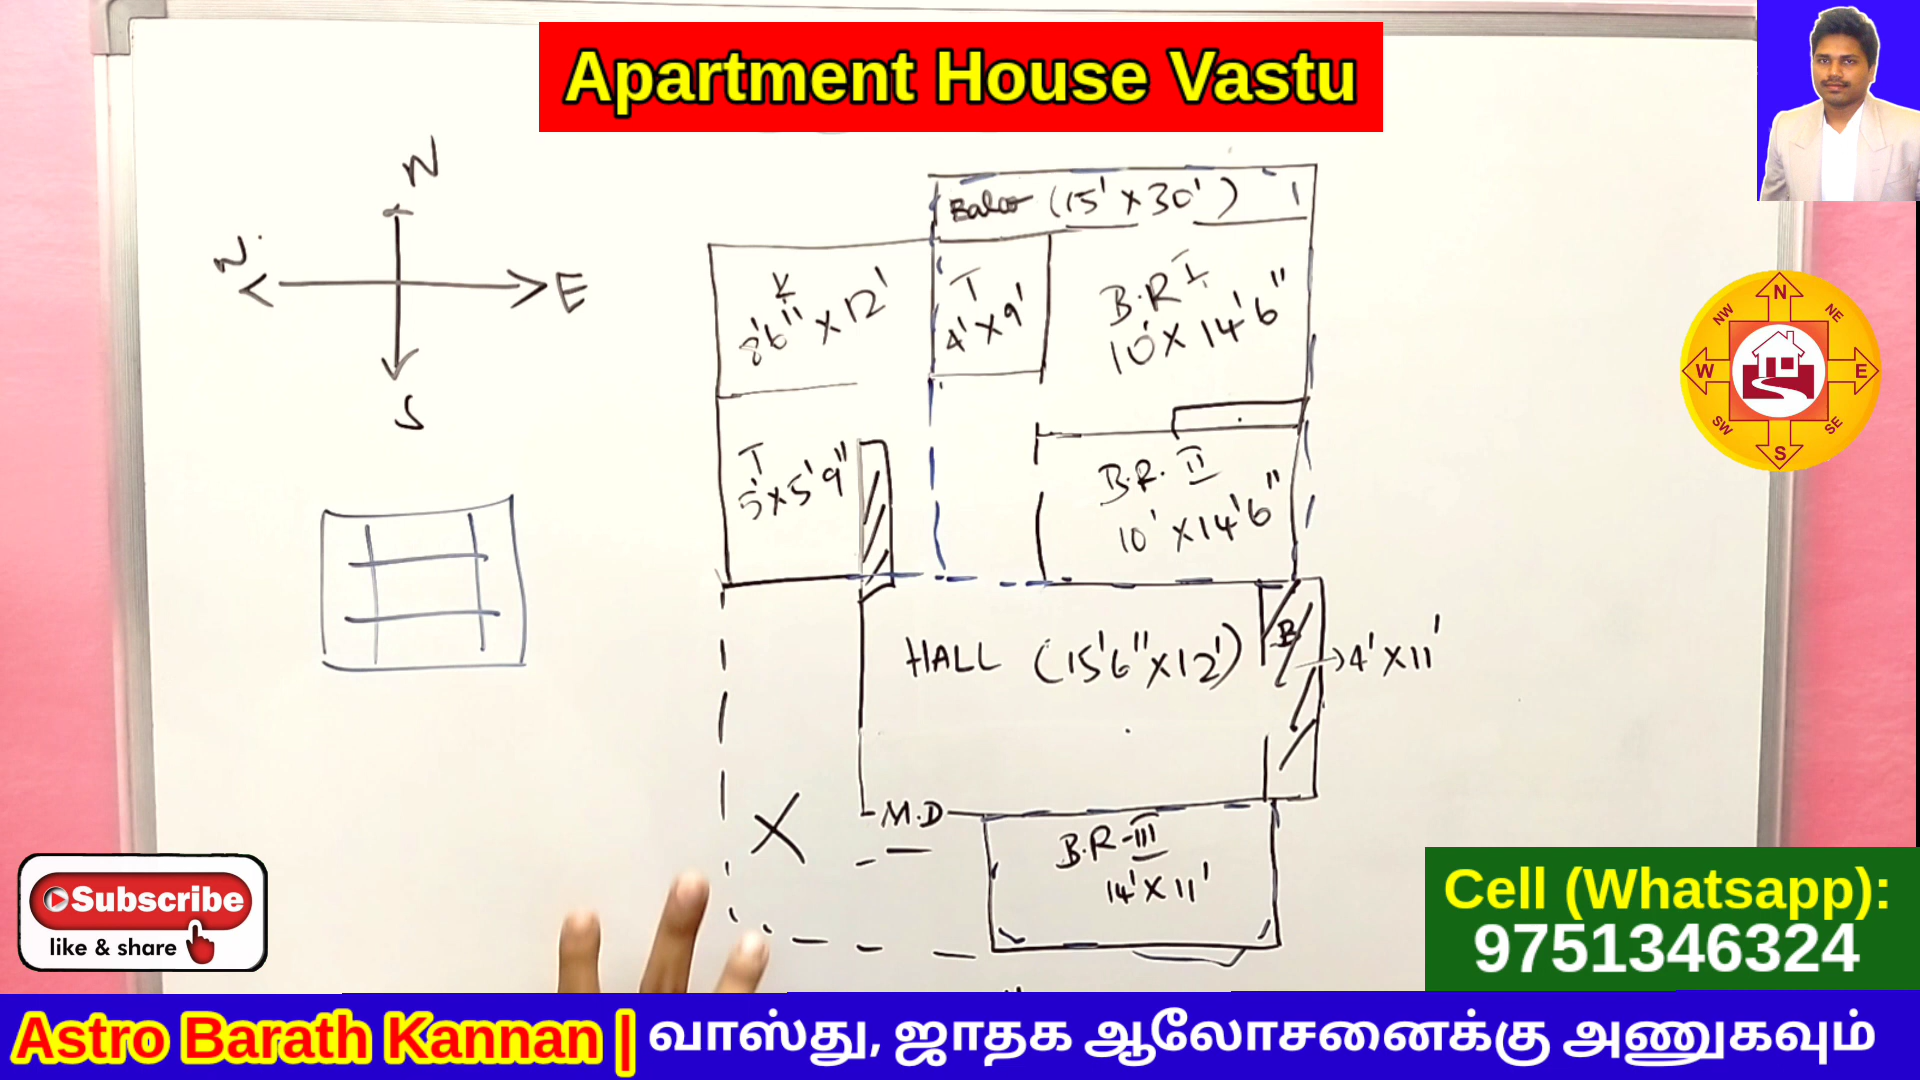 Apartment House Vastu
N
W
E
S
(15' X 30')
K
8'6" X 12'
T
4' X 9'
B.R I
10' X 14'6"
T
5' X 5'9"
B.R. II
10' X 14'6"
HALL (15'6" X 12')
B
4' X 11'
M.D
B.R-III
14' X 11'
X
N
NE
E
SE
S
SW
W
NW
Subscribe
like & share
Cell (Whatsapp):
9751346324
Astro Barath Kannan | வாஸ்து, ஜாதக ஆலோசனைக்கு அணுகவும்